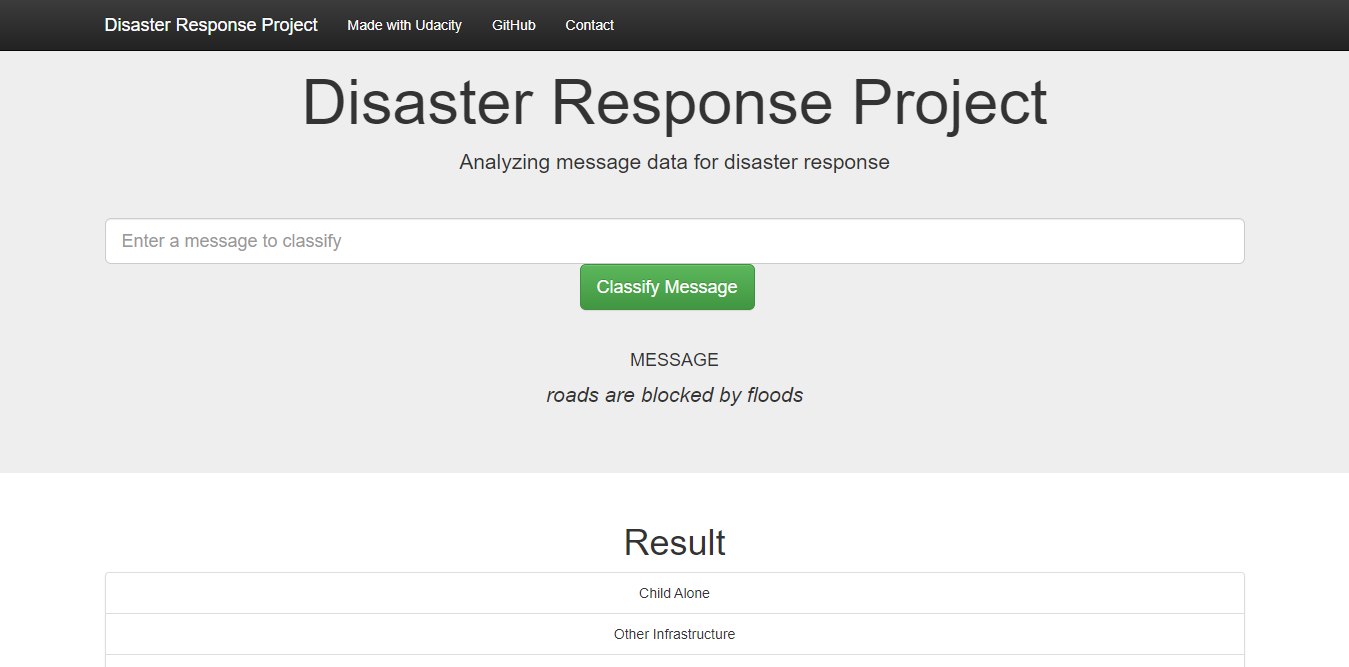 Disaster Response Project Made with Udacity GitHub Contact
Disaster Response Project
Analyzing message data for disaster response
Enter a message to classify
Classify Message
MESSAGE
roads are blocked by floods
Result
Child Alone
Other Infrastructure